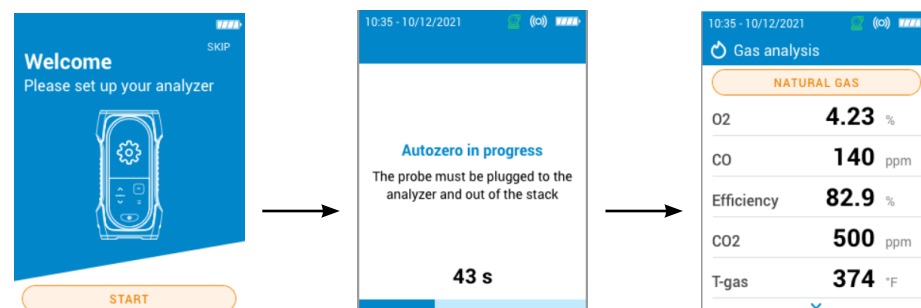 SKIP
Welcome
Please set up your analyzer
START
10:35 - 10/12/2021
Autozero in progress
The probe must be plugged to the
analyzer and out of the stack
43 s
10:35 - 10/12/2021
Gas analysis
NATURAL GAS
O2 4.23 %
CO 140 ppm
Efficiency 82.9 %
CO2 500 ppm
T-gas 374 °F